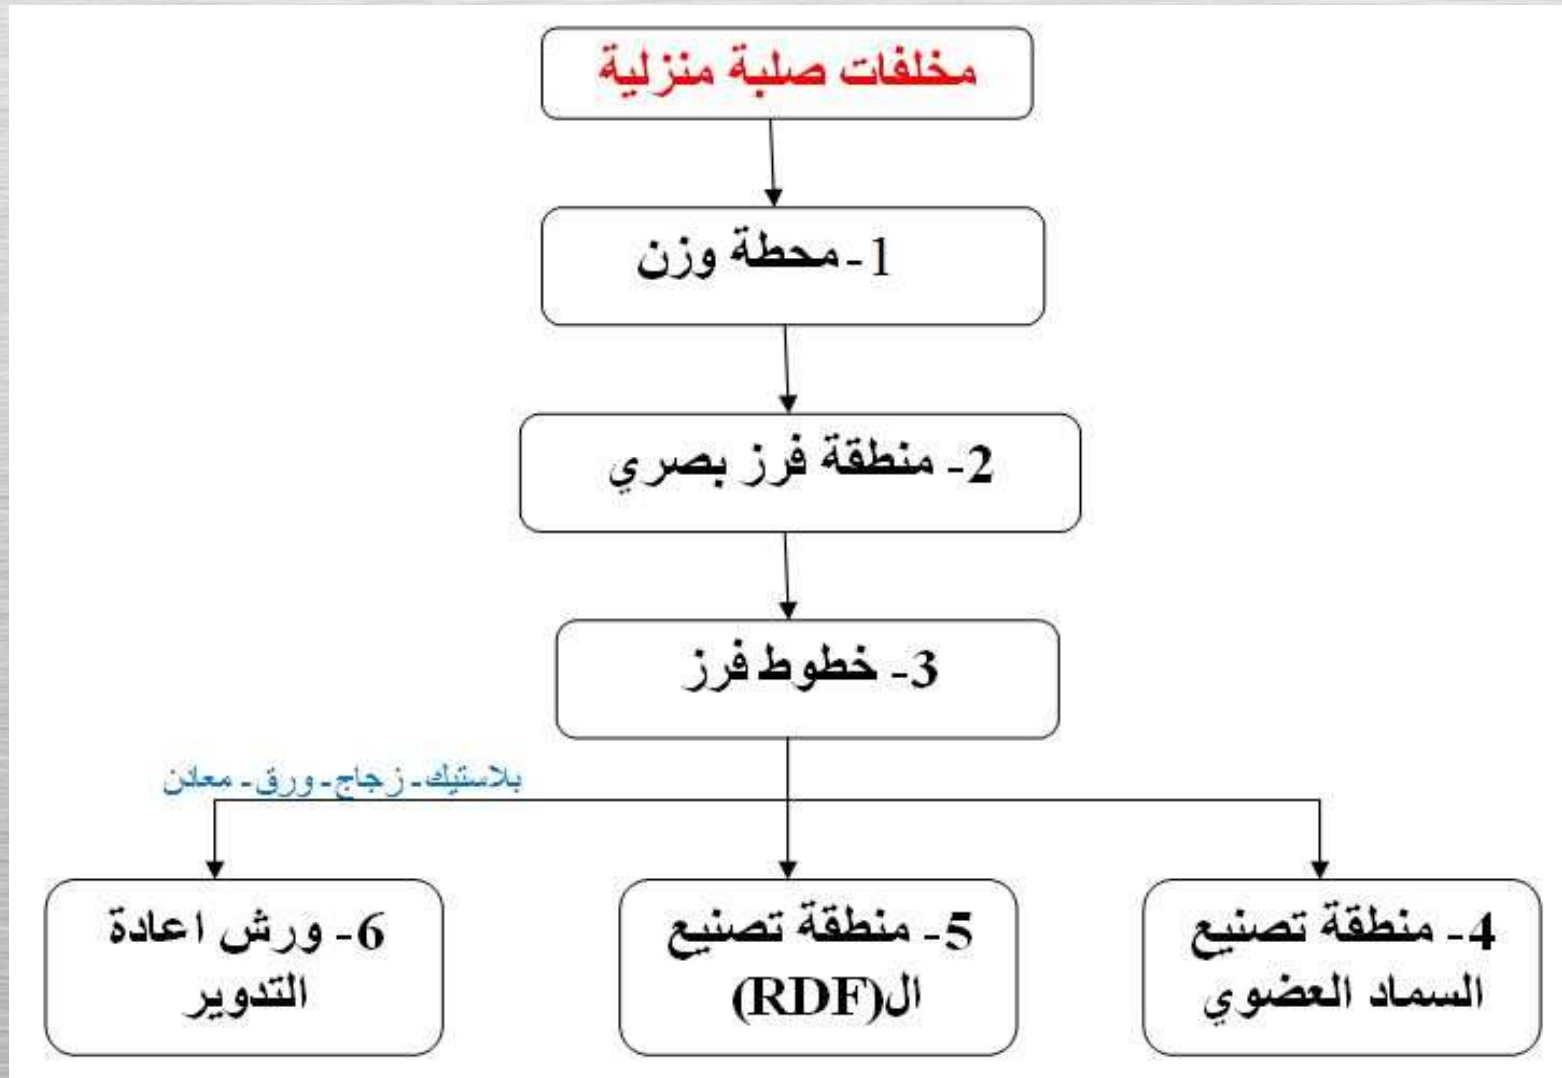 مخلفات صلبة منزلية
1- محطة وزن
2- منطقة فرز بصري
3- خطوط فرز
بلاستيك- زجاج- ورق- معادن
4- منطقة تصنيع
السماد العضوي
5- منطقة تصنيع
ال(RDF)
6- ورش اعادة
التدوير